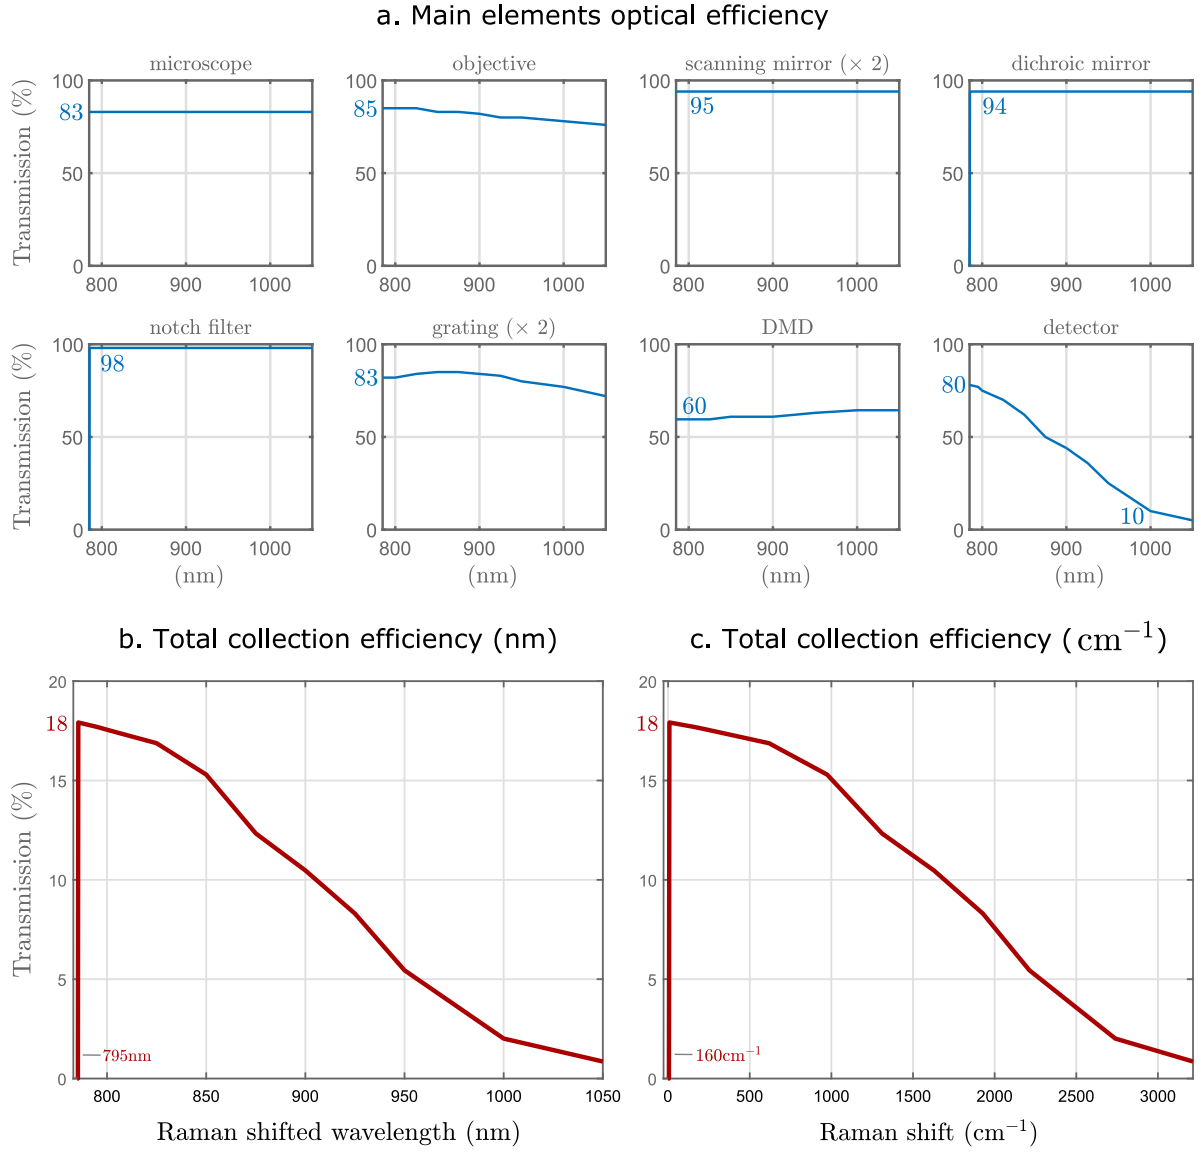 a. Main elements optical efficiency
microscope objective scanning mirror (× 2) dichroic mirror
Transmission (%)
100 50 0 83 800 900 1000
100 50 0 85 800 900 1000
100 50 0 95 800 900 1000
100 50 0 94 800 900 1000
notch filter grating (× 2) DMD detector
Transmission (%)
100 50 0 98 800 900 1000
100 50 0 83 800 900 1000
100 50 0 60 800 900 1000
100 50 0 80 10 800 900 1000
(nm) (nm) (nm) (nm)
b. Total collection efficiency (nm)
Transmission (%)
20
18
15
10
5
795nm
0
800 850 900 950 1000 1050
Raman shifted wavelength (nm)
c. Total collection efficiency (cm⁻¹)
20
18
15
10
5
160cm⁻¹
0
0 500 1000 1500 2000 2500 3000
Raman shift (cm⁻¹)